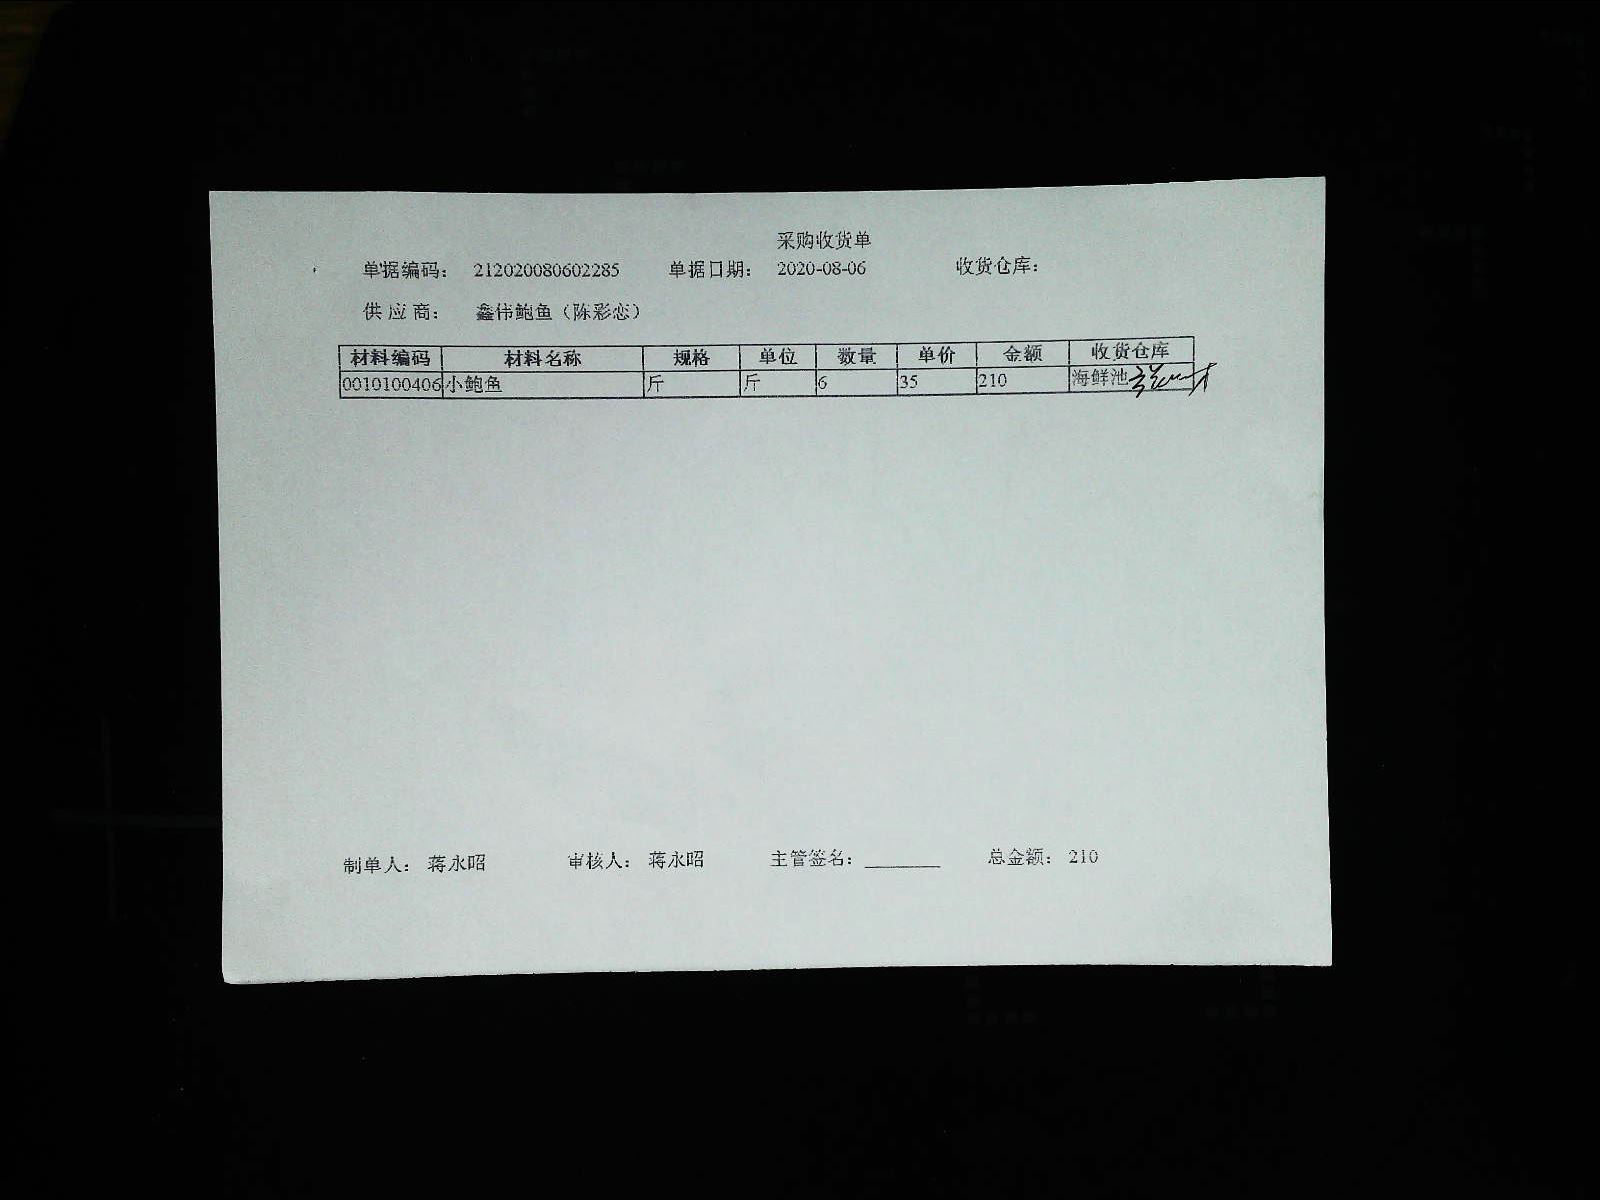 采购收货单
单据编码： 212020080602285 单据日期： 2020-08-06 收货仓库：
供 应 商： 鑫伟鲍鱼（陈彩恋）
材料编码 材料名称 规格 单位 数量 单价 金额 收货仓库
0010100406 小鲍鱼 斤 斤 6 35 210 海鲜池
制单人： 蒋永昭 审核人： 蒋永昭 主管签名： ________ 总金额： 210